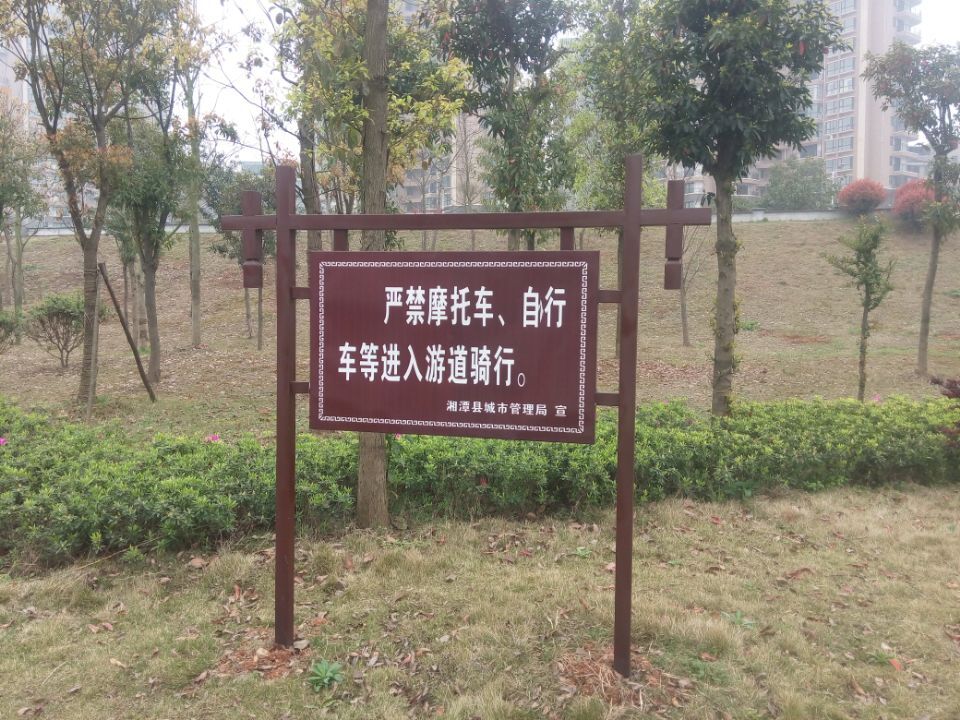 严禁摩托车、自行
车等进入游道骑行。
湘潭县城市管理局 宣